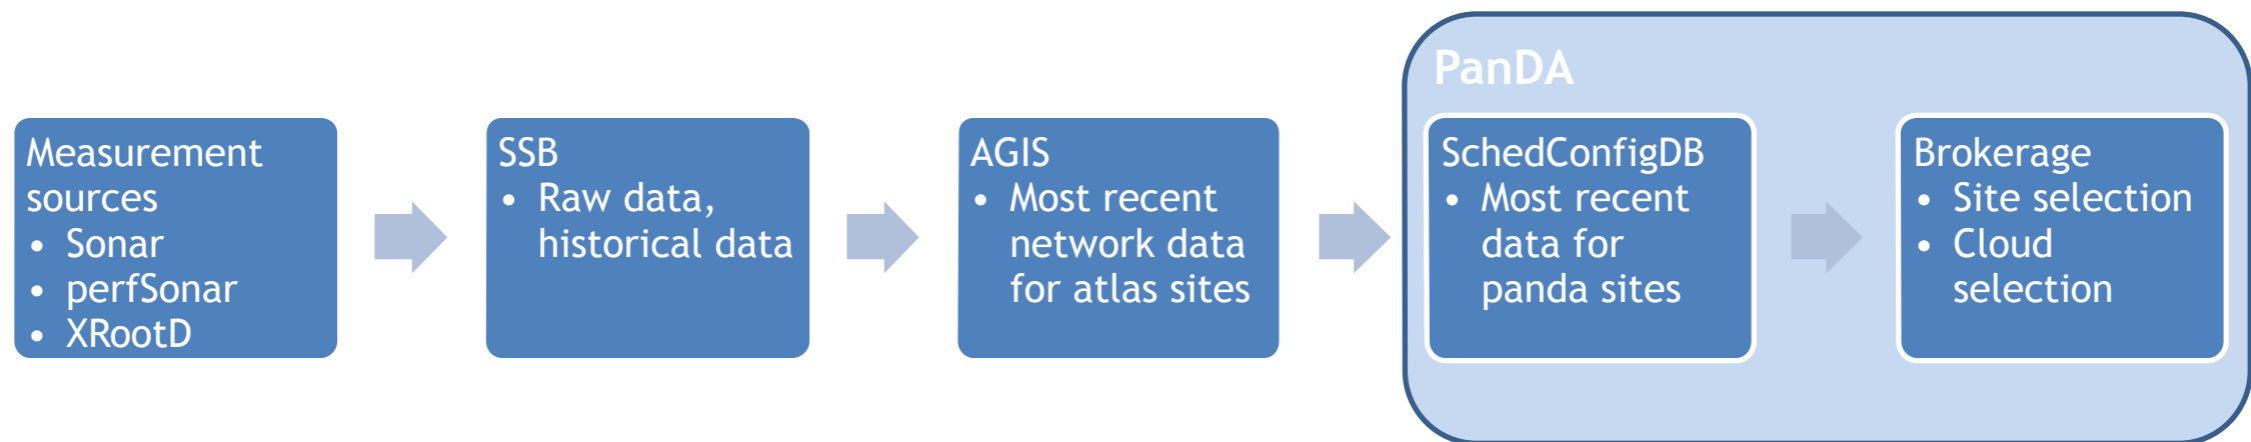 PanDA
Measurement
sources
• Sonar
• perfSonar
• XRootD
SSB
• Raw data,
historical data
AGIS
• Most recent
network data
for atlas sites
SchedConfigDB
• Most recent
data for
panda sites
Brokerage
• Site selection
• Cloud
selection